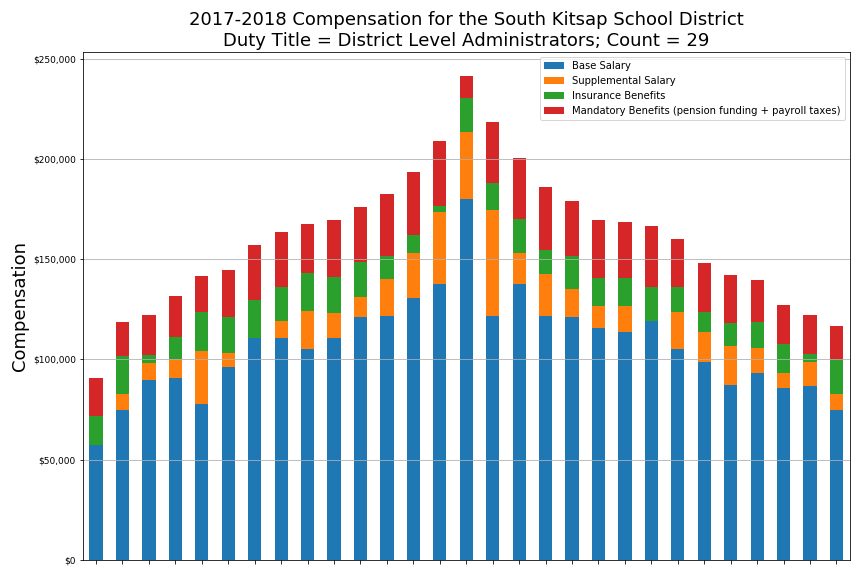 2017-2018 Compensation for the South Kitsap School District
Duty Title = District Level Administrators; Count = 29
Base Salary
Supplemental Salary
Insurance Benefits
Mandatory Benefits (pension funding + payroll taxes)
Compensation
$250,000
$200,000
$150,000
$100,000
$50,000
$0